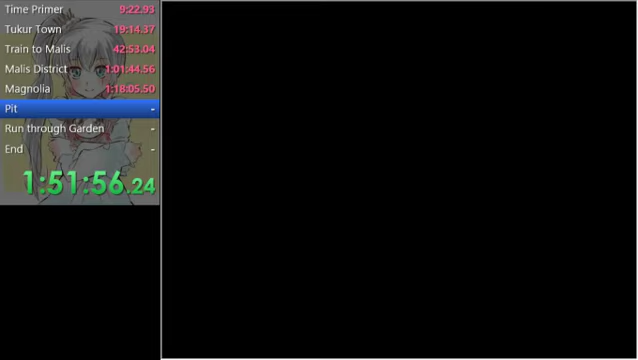 Time Primer 9:22.93
Tukur Town 19:14.37
Train to Malis 42:53.04
Malis District 1:01:44.56
Magnolia 1:18:05.50
Pit -
Run through Garden -
End -
1:51:56.24